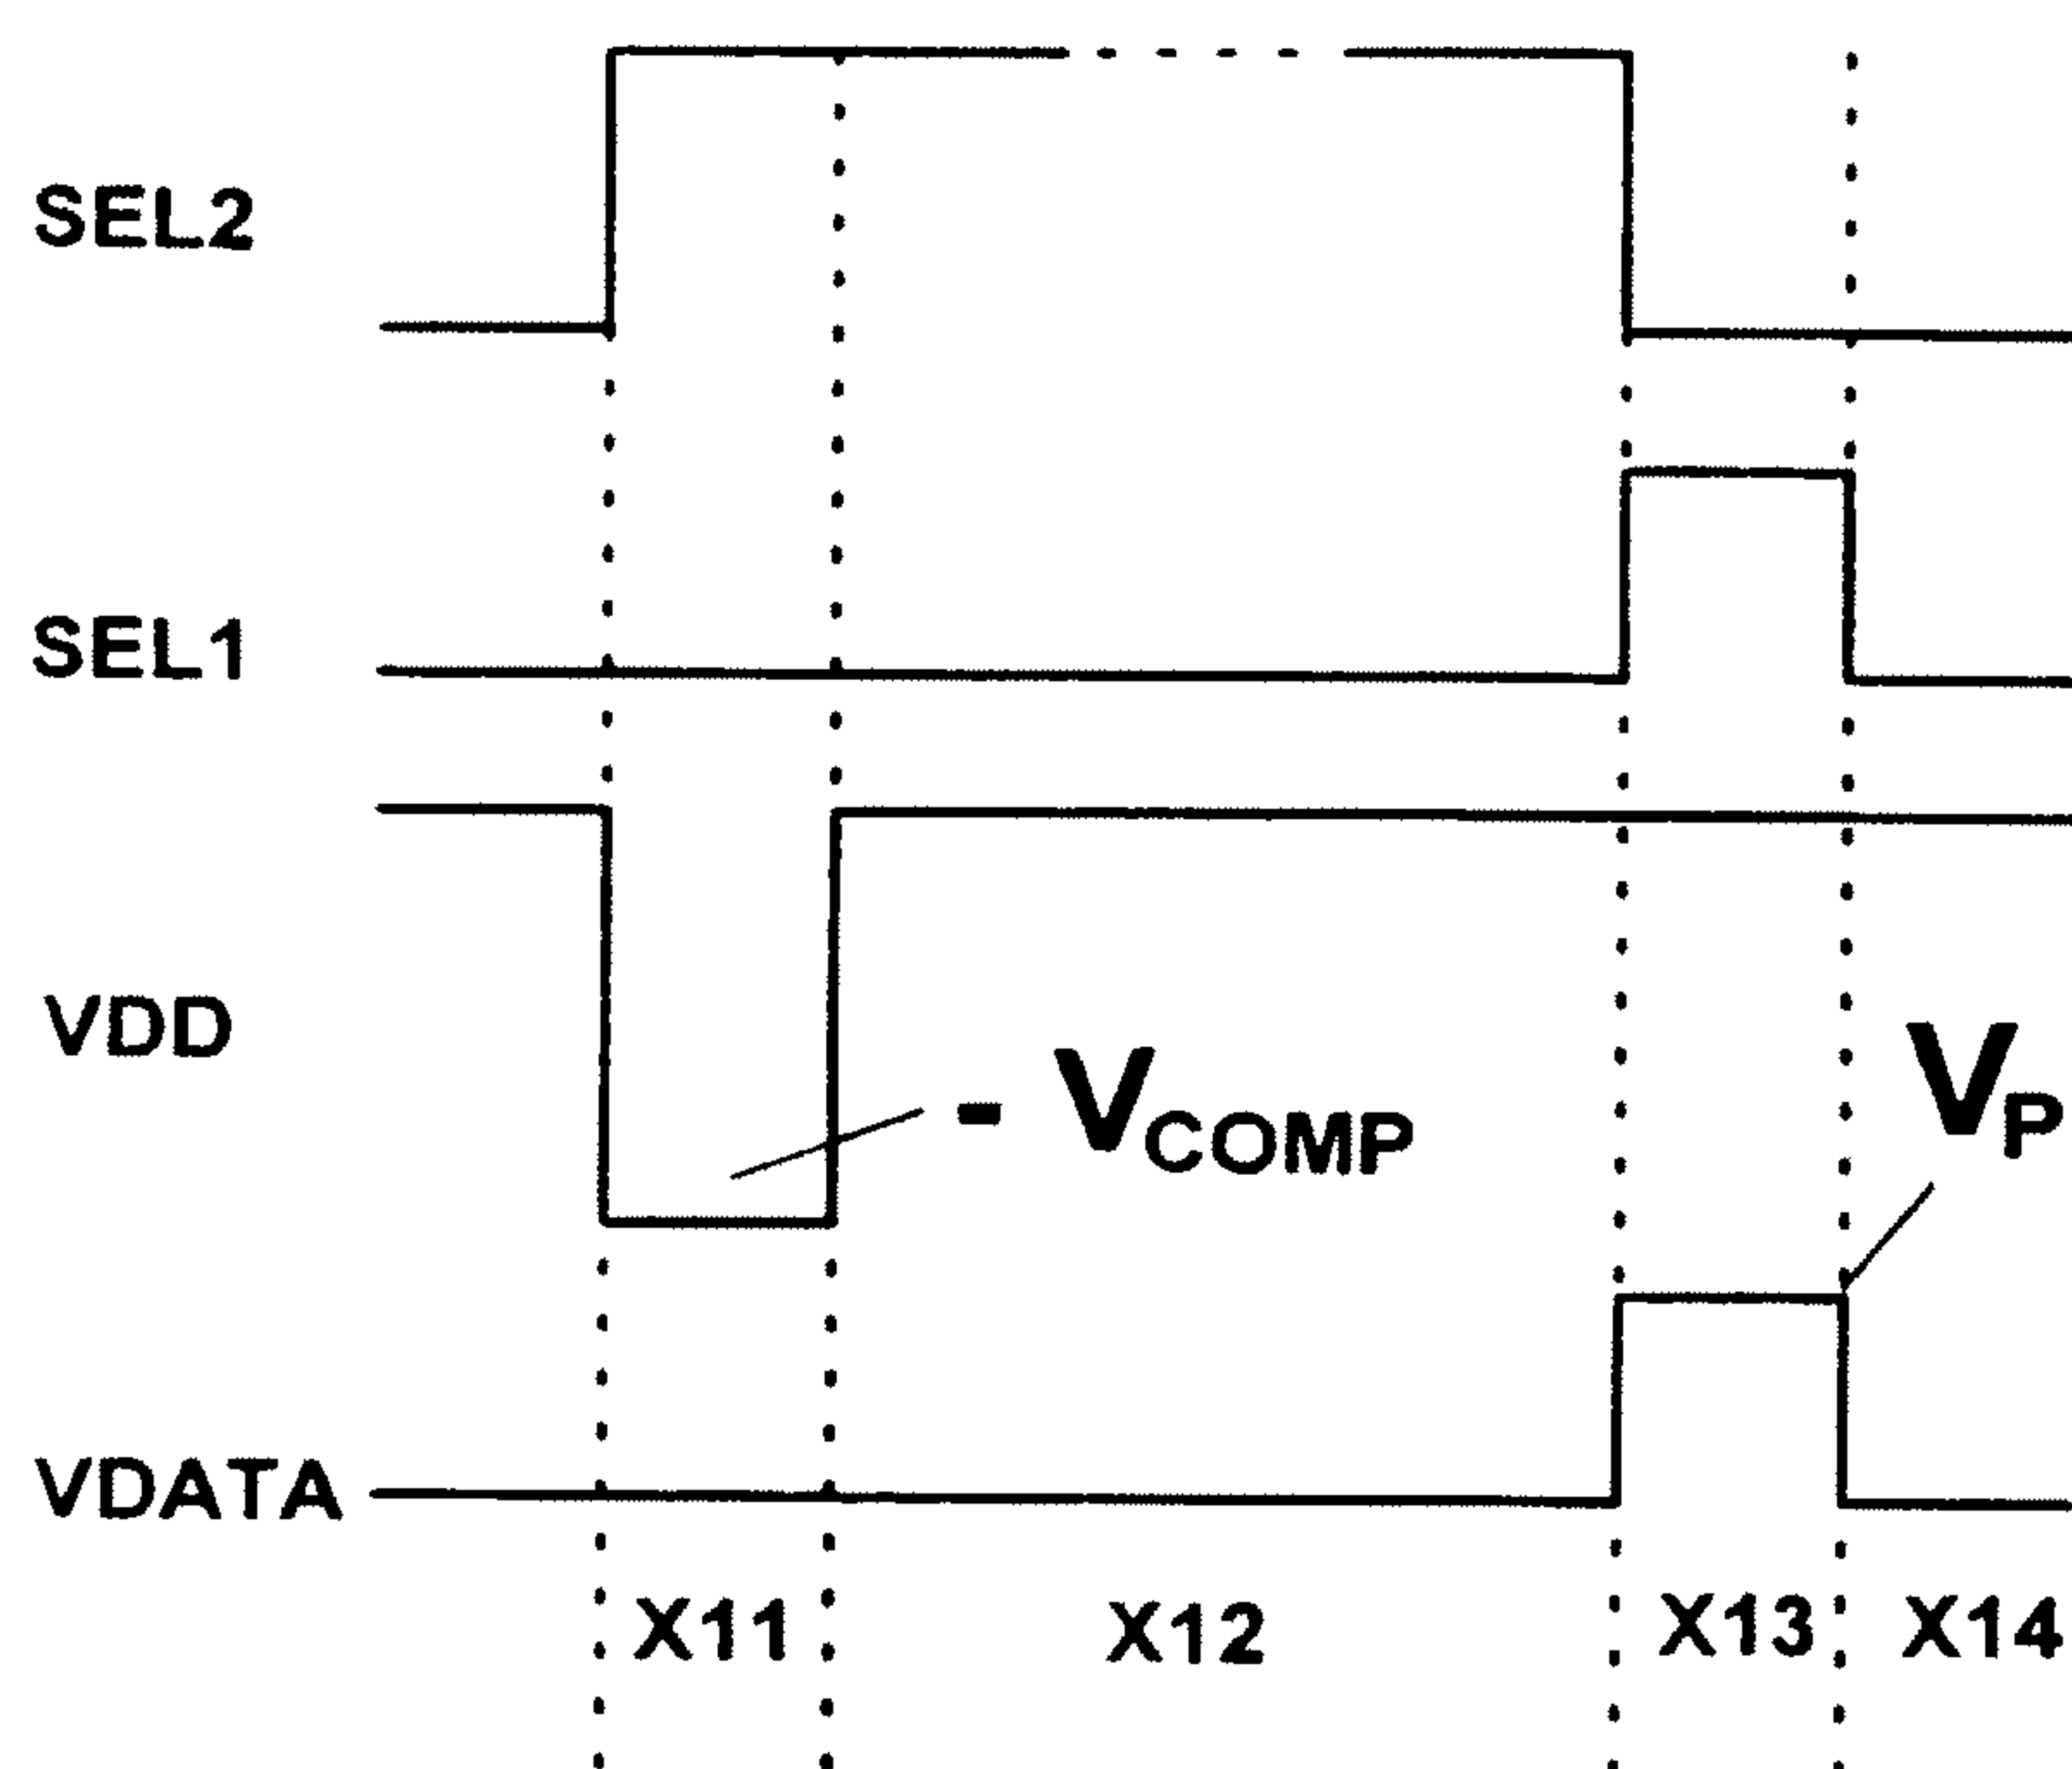 SEL2
SEL1
VDD
- VCOMP
VP
VDATA
X11 X12 X13 X14